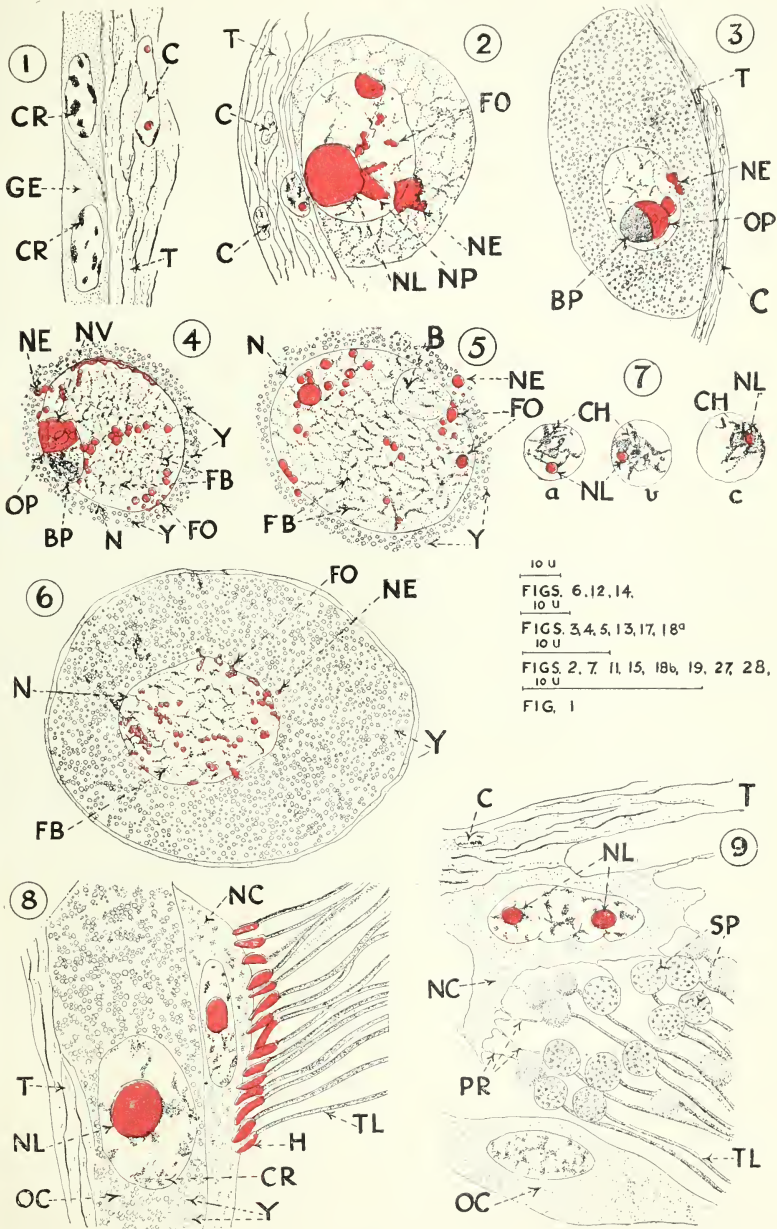 1
C
CR
GE
CR
T
2
T
FO
C
C
NE
NL
NP
3
T
NE
OP
BP
C
4
NE
NV
Y
FB
OP
BP
N
Y
FO
5
N
B
NE
FO
FB
Y
7
CH
NL
CH
NL
a
c
6
FO
NE
N
Y
FB
10 U
FIGS. 6,12,14,
10 U
FIGS. 3,4,5,13,17,18a
10 U
FIGS. 2,7, 11, 15, 18b, 19, 27, 28,
10 U
FIG, 1
8
NC
T
NL
H
TL
OC
CR
Y
9
C
T
NL
SP
NC
PR
TL
OC